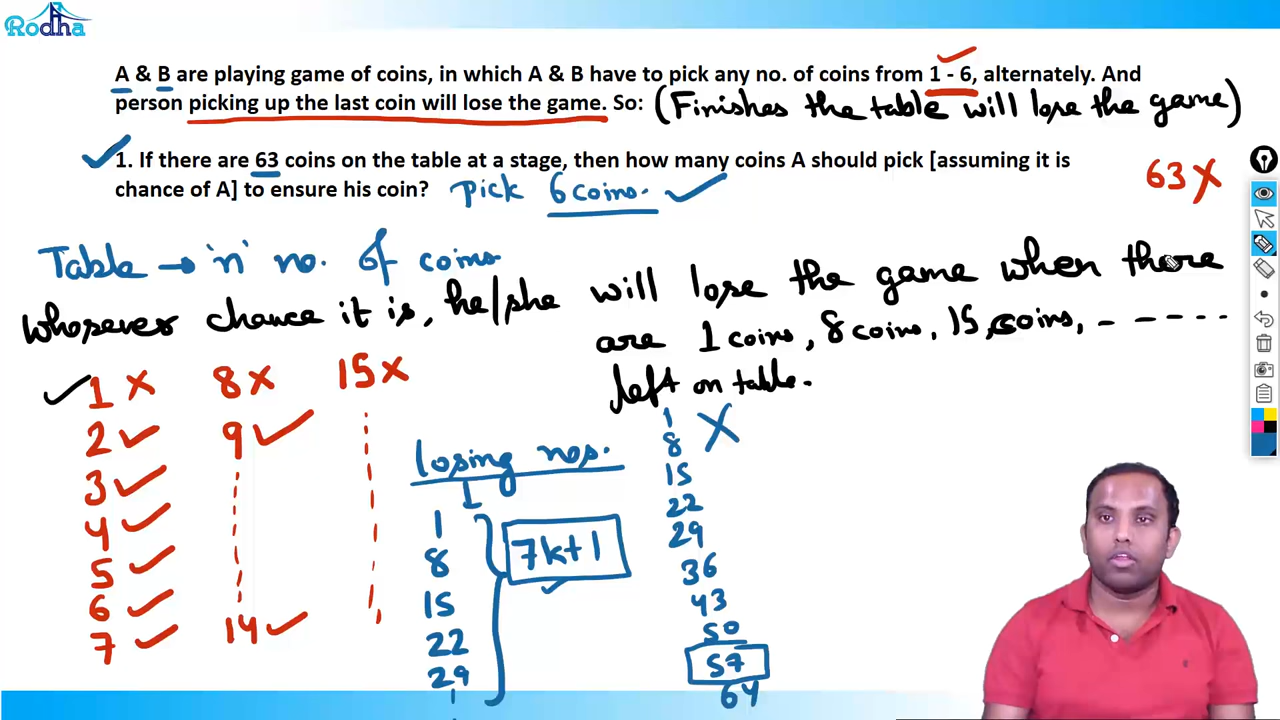 Rodha
A & B are playing game of coins, in which A & B have to pick any no. of coins from 1 - 6, alternately. And
person picking up the last coin will lose the game. So: (Finishes the table will lose the game)
1. If there are 63 coins on the table at a stage, then how many coins A should pick [assuming it is
chance of A] to ensure his coin? pick 6 coins.
63 X
Table → 'n' no. of coins.
whosever chance it is, he/she will lose the game when there
are 1 coins, 8 coins, 15 coins, - - - - - -
left on table.
1 X 8 X 15 X
2 ✓ 9 ✓
3 ✓
4 ✓
5 ✓
6 ✓
7 ✓ 14 ✓
losing nos.
1
8
15
22
29
7k+1
1
8 X
15
22
29
36
43
50
57
64